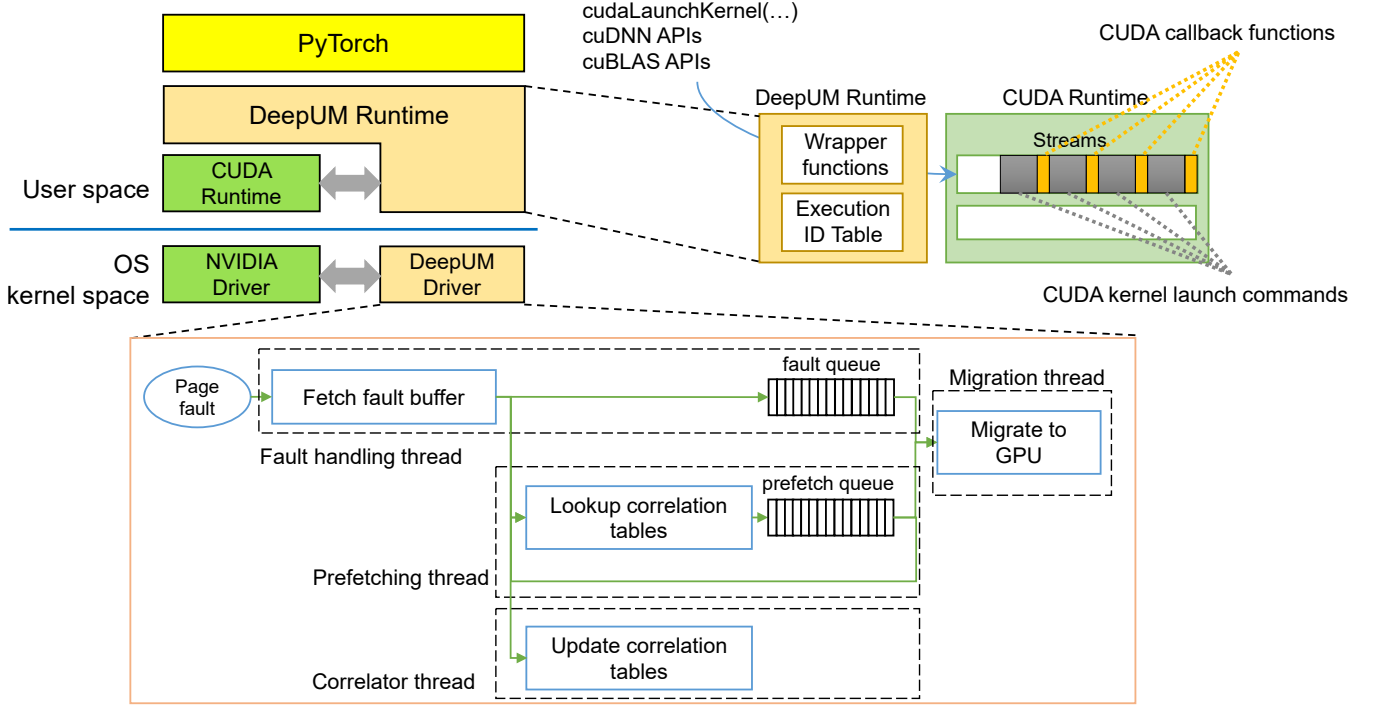 PyTorch
DeepUM Runtime
CUDA
Runtime
User space
OS
kernel space
NVIDIA
Driver
DeepUM
Driver
cudaLaunchKernel(…)
cuDNN APIs
cuBLAS APIs
CUDA callback functions
DeepUM Runtime
CUDA Runtime
Wrapper
functions
Execution
ID Table
Streams
CUDA kernel launch commands
Page
fault
Fetch fault buffer
fault queue
Fault handling thread
Migration thread
Migrate to
GPU
Lookup correlation
tables
prefetch queue
Prefetching thread
Update correlation
tables
Correlator thread